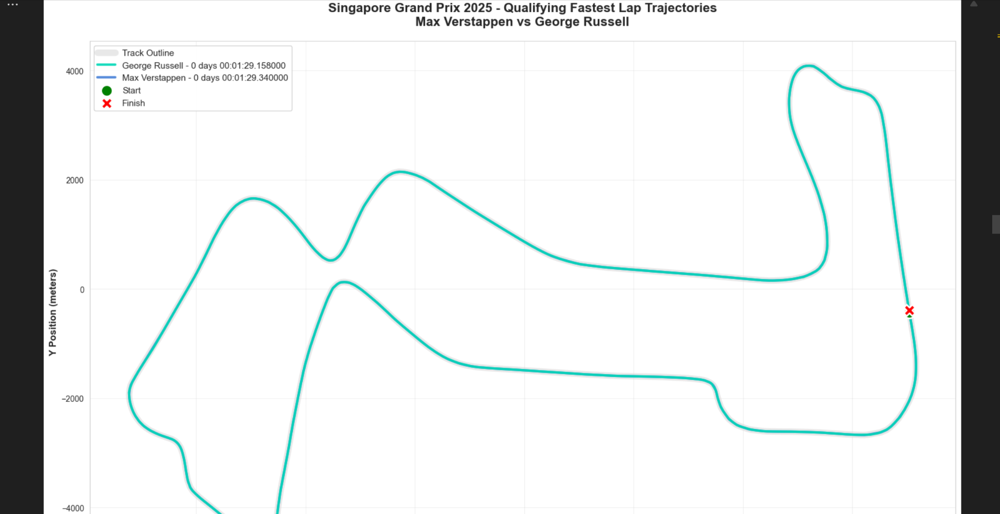 ...
Singapore Grand Prix 2025 - Qualifying Fastest Lap Trajectories
Max Verstappen vs George Russell
Track Outline
George Russell - 0 days 00:01:29.158000
Max Verstappen - 0 days 00:01:29.340000
Start
Finish
4000
2000
0
−2000
−4000
Y Position (meters)